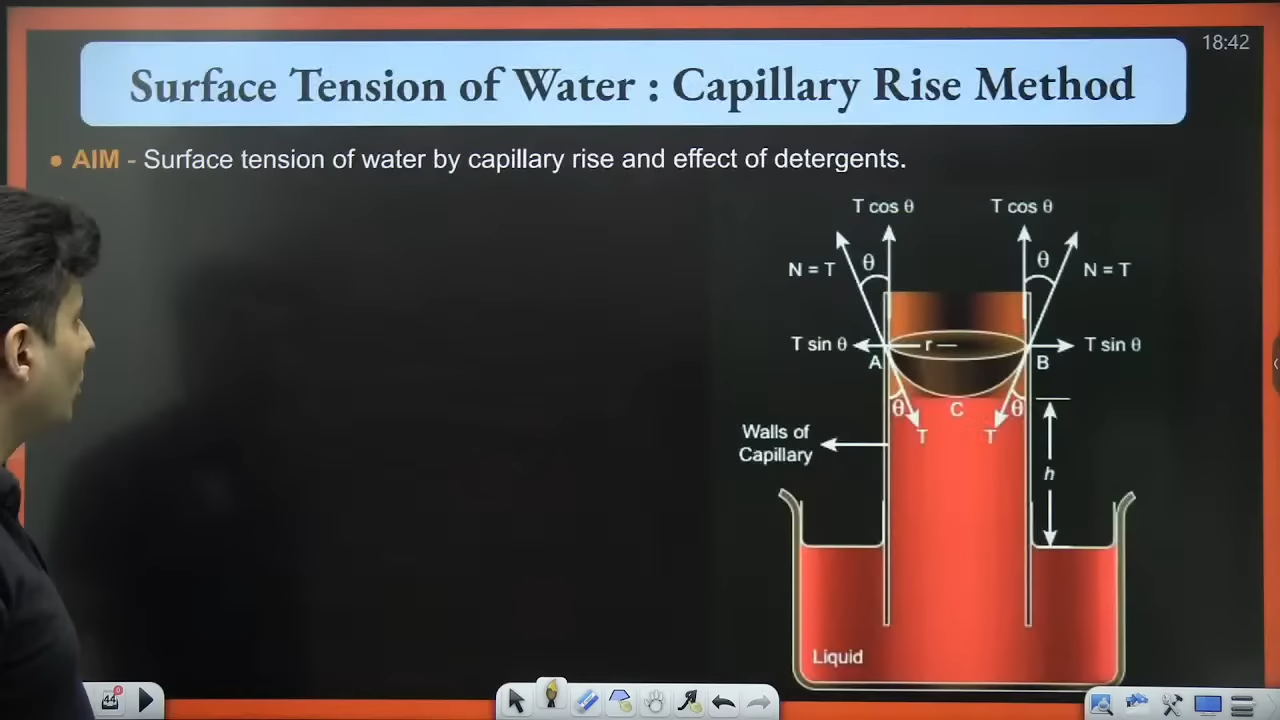 18:42
Surface Tension of Water : Capillary Rise Method
• AIM - Surface tension of water by capillary rise and effect of detergents.
T cos θ T cos θ
θ θ
N = T N = T
T sin θ r T sin θ
A B
θ C θ
T T
Walls of
Capillary
h
Liquid